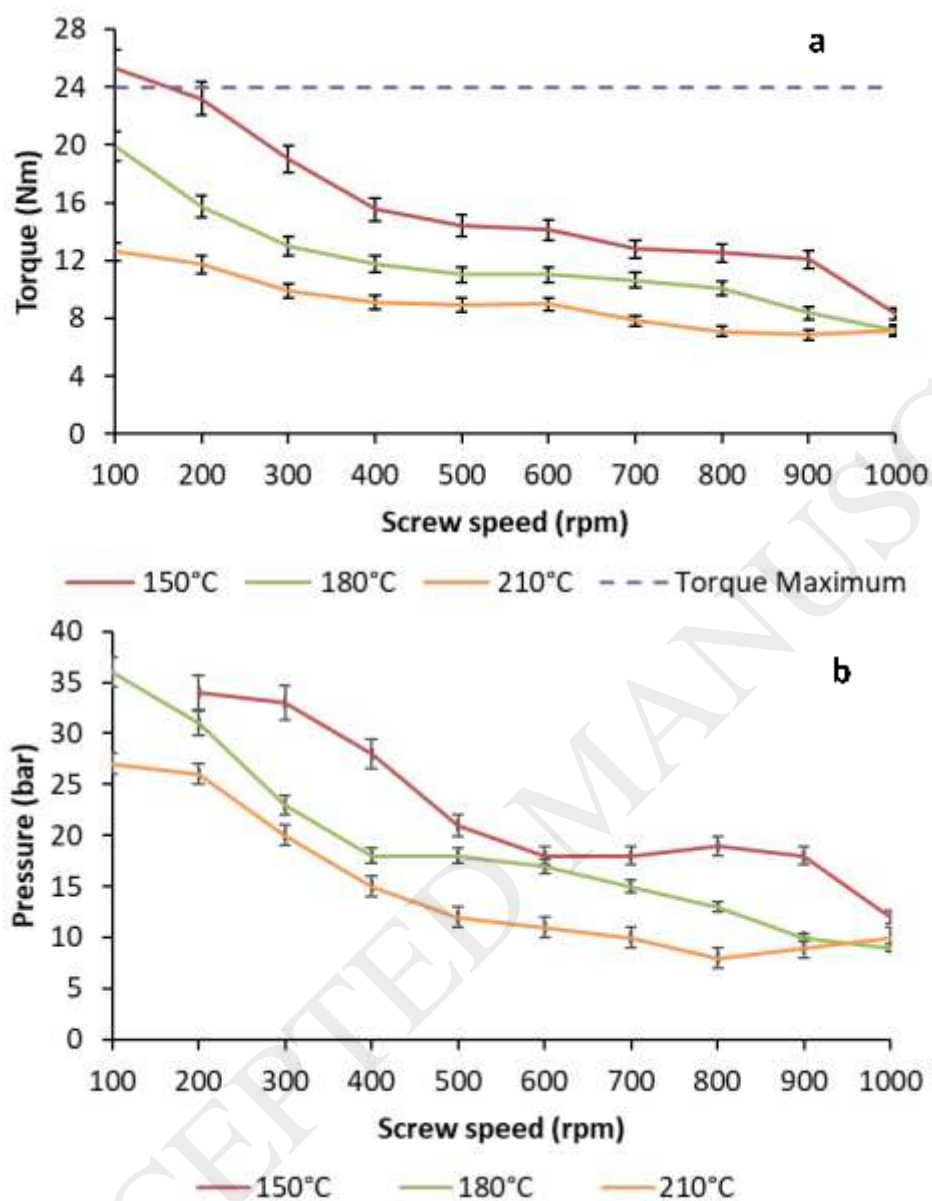 a
28
24
20
16
12
8
4
0
Torque (Nm)
100 200 300 400 500 600 700 800 900 1000
Screw speed (rpm)
150°C 180°C 210°C Torque Maximum
b
40
35
30
25
20
15
10
5
0
Pressure (bar)
100 200 300 400 500 600 700 800 900 1000
Screw speed (rpm)
150°C 180°C 210°C
CEPTED MANUSC